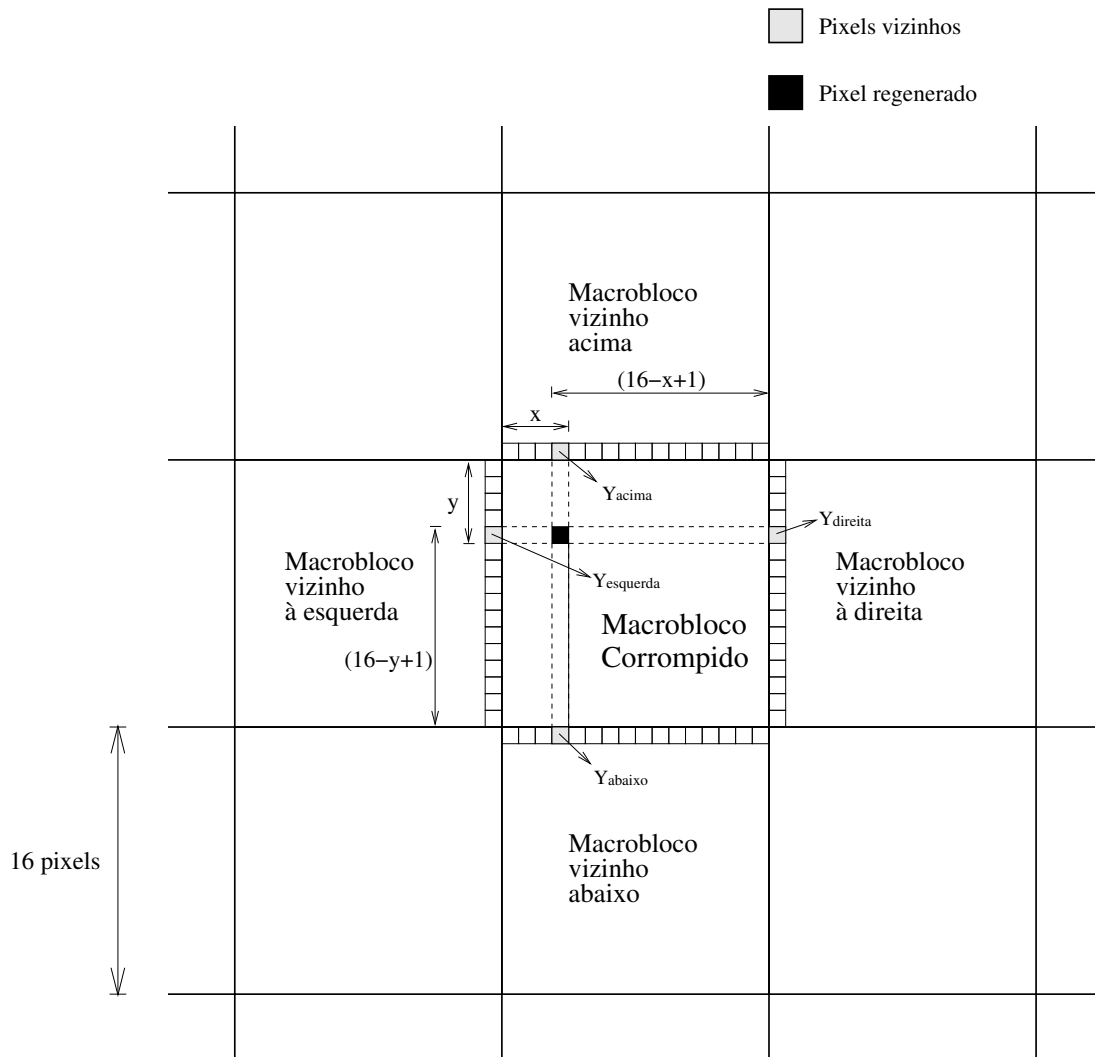 Pixels vizinhos
Pixel regenerado
Macrobloco
vizinho
acima
(16−x+1)
x
Yacima
y
Ydireita
Macrobloco
vizinho
à esquerda
Yesquerda
Macrobloco
vizinho
à direita
Macrobloco
Corrompido
(16−y+1)
Yabaixo
16 pixels
Macrobloco
vizinho
abaixo